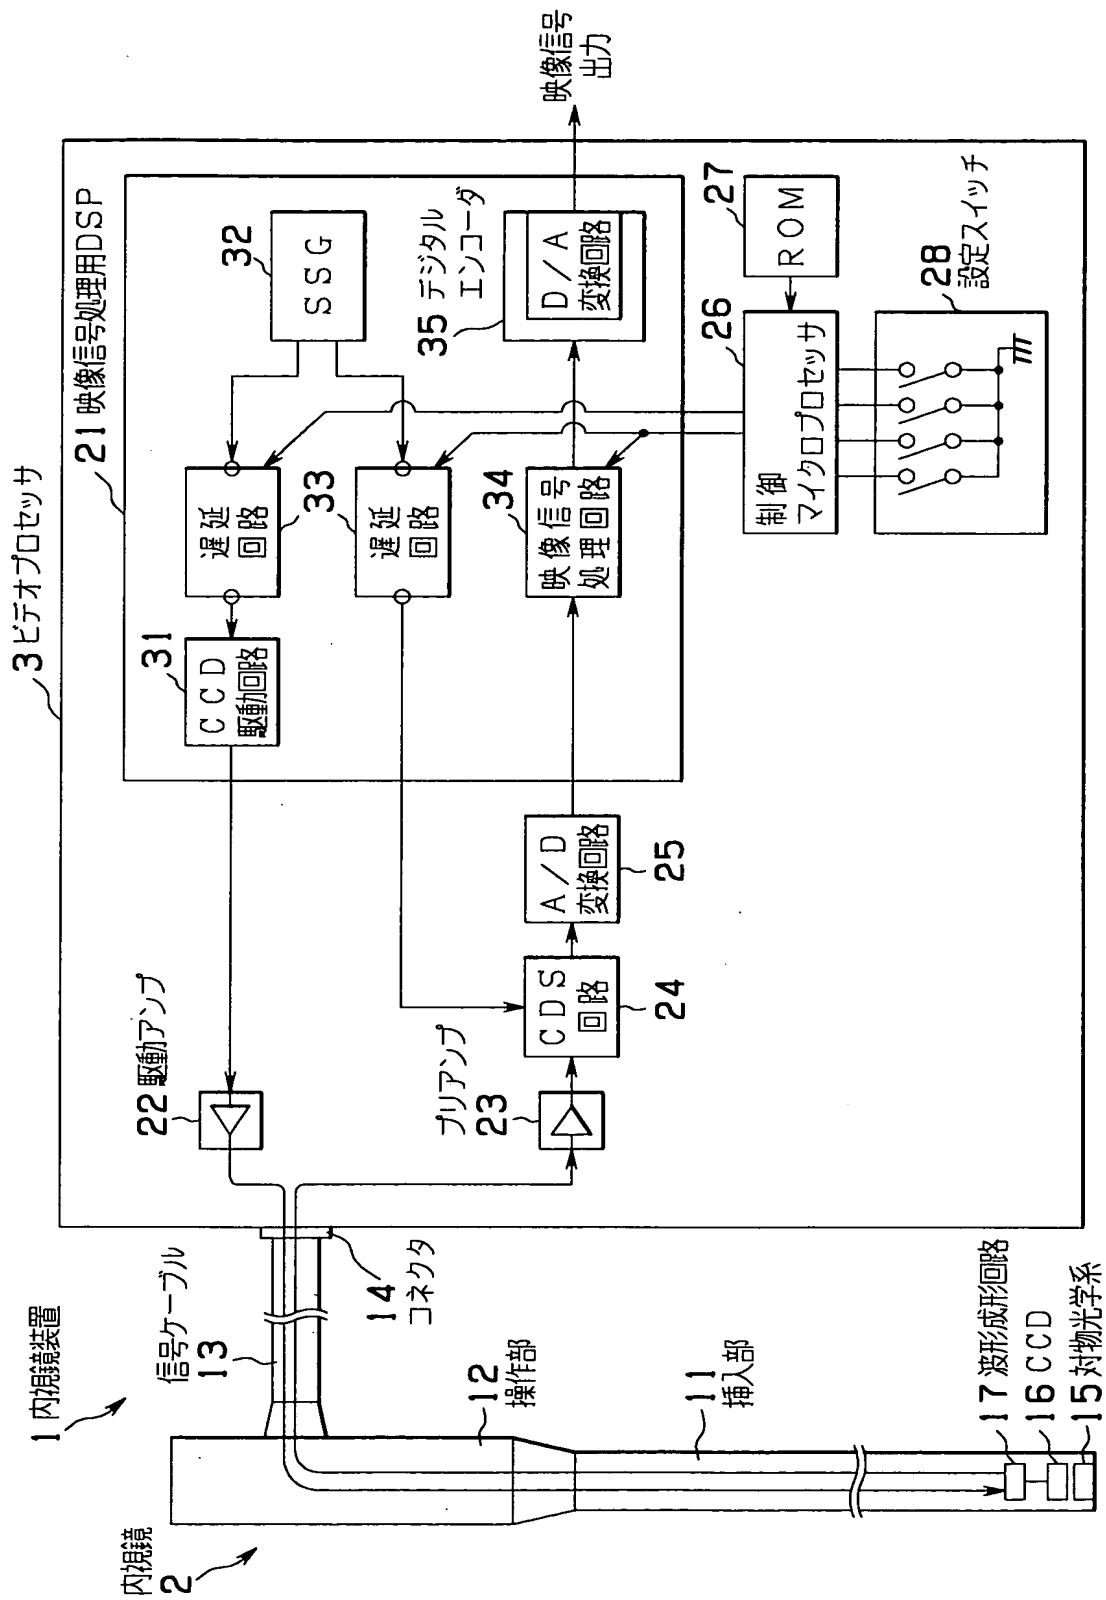 1 内視鏡装置
内視鏡
2
3 ビデオプロセッサ
21 映像信号処理用DSP
信号ケーブル
13
14
コネクタ
12
操作部
11
挿入部
17 波形成形回路
16 CCD
15 対物光学系
22 駆動アンプ
プリアンプ
23
CDS
回路
24
A/D
変換回路
25
31
CCD
駆動回路
遅延
回路
33
遅延
回路
32
SSG
34
映像信号
処理回路
35 デジタル
エンコーダ
D/A
変換回路
映像信号
出力
26
制御
マイクロプロセッサ
27
ROM
28
設定スイッチ